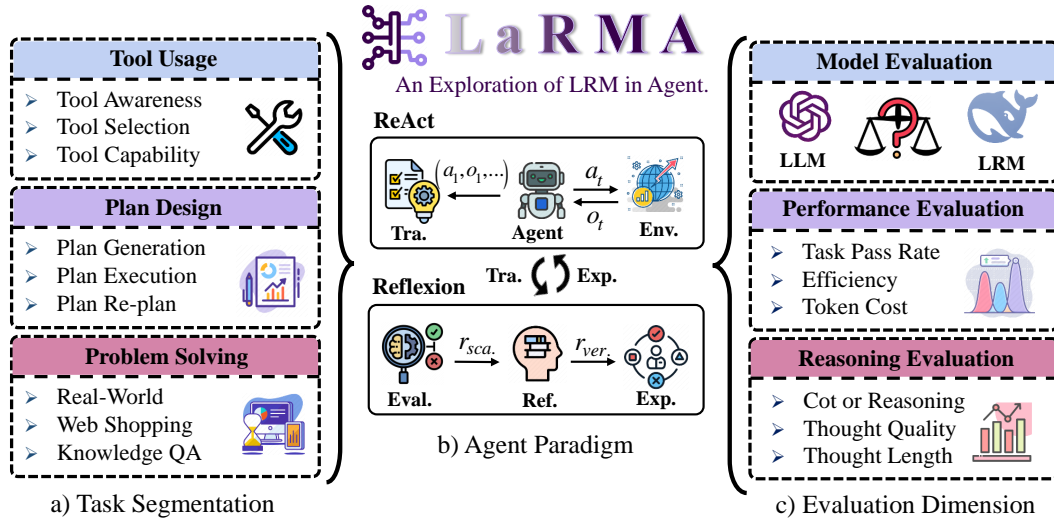 LaRMA
An Exploration of LRM in Agent.
Tool Usage
Tool Awareness
Tool Selection
Tool Capability
Plan Design
Plan Generation
Plan Execution
Plan Re-plan
Problem Solving
Real-World
Web Shopping
Knowledge QA
a) Task Segmentation
ReAct
(a₁,o₁,...)
aₜ
oₜ
Tra.
Agent
Env.
Tra.
Exp.
Reflexion
r_sca.
r_ver.
Eval.
Ref.
Exp.
b) Agent Paradigm
Model Evaluation
LLM
LRM
Performance Evaluation
Task Pass Rate
Efficiency
Token Cost
Reasoning Evaluation
Cot or Reasoning
Thought Quality
Thought Length
c) Evaluation Dimension